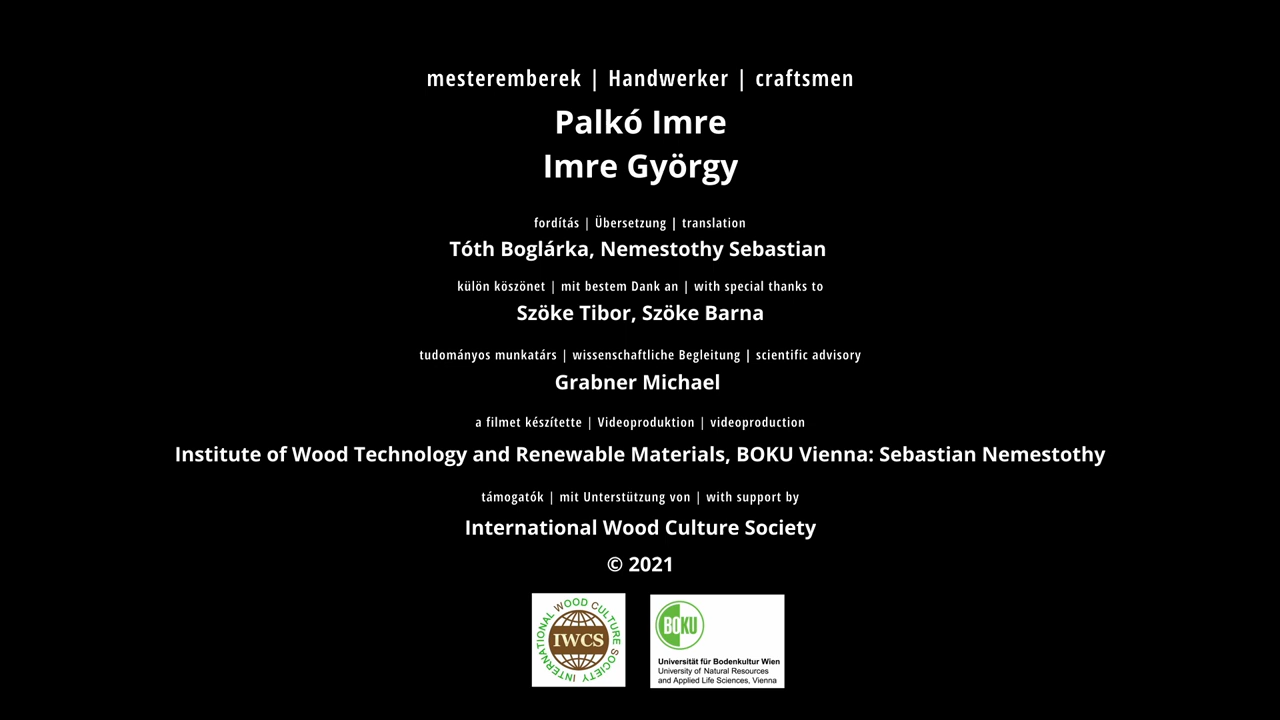 mesteremberek | Handwerker | craftsmen
Palkó Imre
Imre György
fordítás | Übersetzung | translation
Tóth Boglárka, Nemestothy Sebastian
külön köszönet | mit bestem Dank an | with special thanks to
Szöke Tibor, Szöke Barna
tudományos munkatárs | wissenschaftliche Begleitung | scientific advisory
Grabner Michael
a filmet készítette | Videoproduktion | videoproduction
Institute of Wood Technology and Renewable Materials, BOKU Vienna: Sebastian Nemestothy
támogatók | mit Unterstützung von | with support by
International Wood Culture Society
© 2021
INTERNATIONAL WOOD CULTURE SOCIETY
IWCS
BOKU
Universität für Bodenkultur Wien
University of Natural Resources
and Applied Life Sciences, Vienna